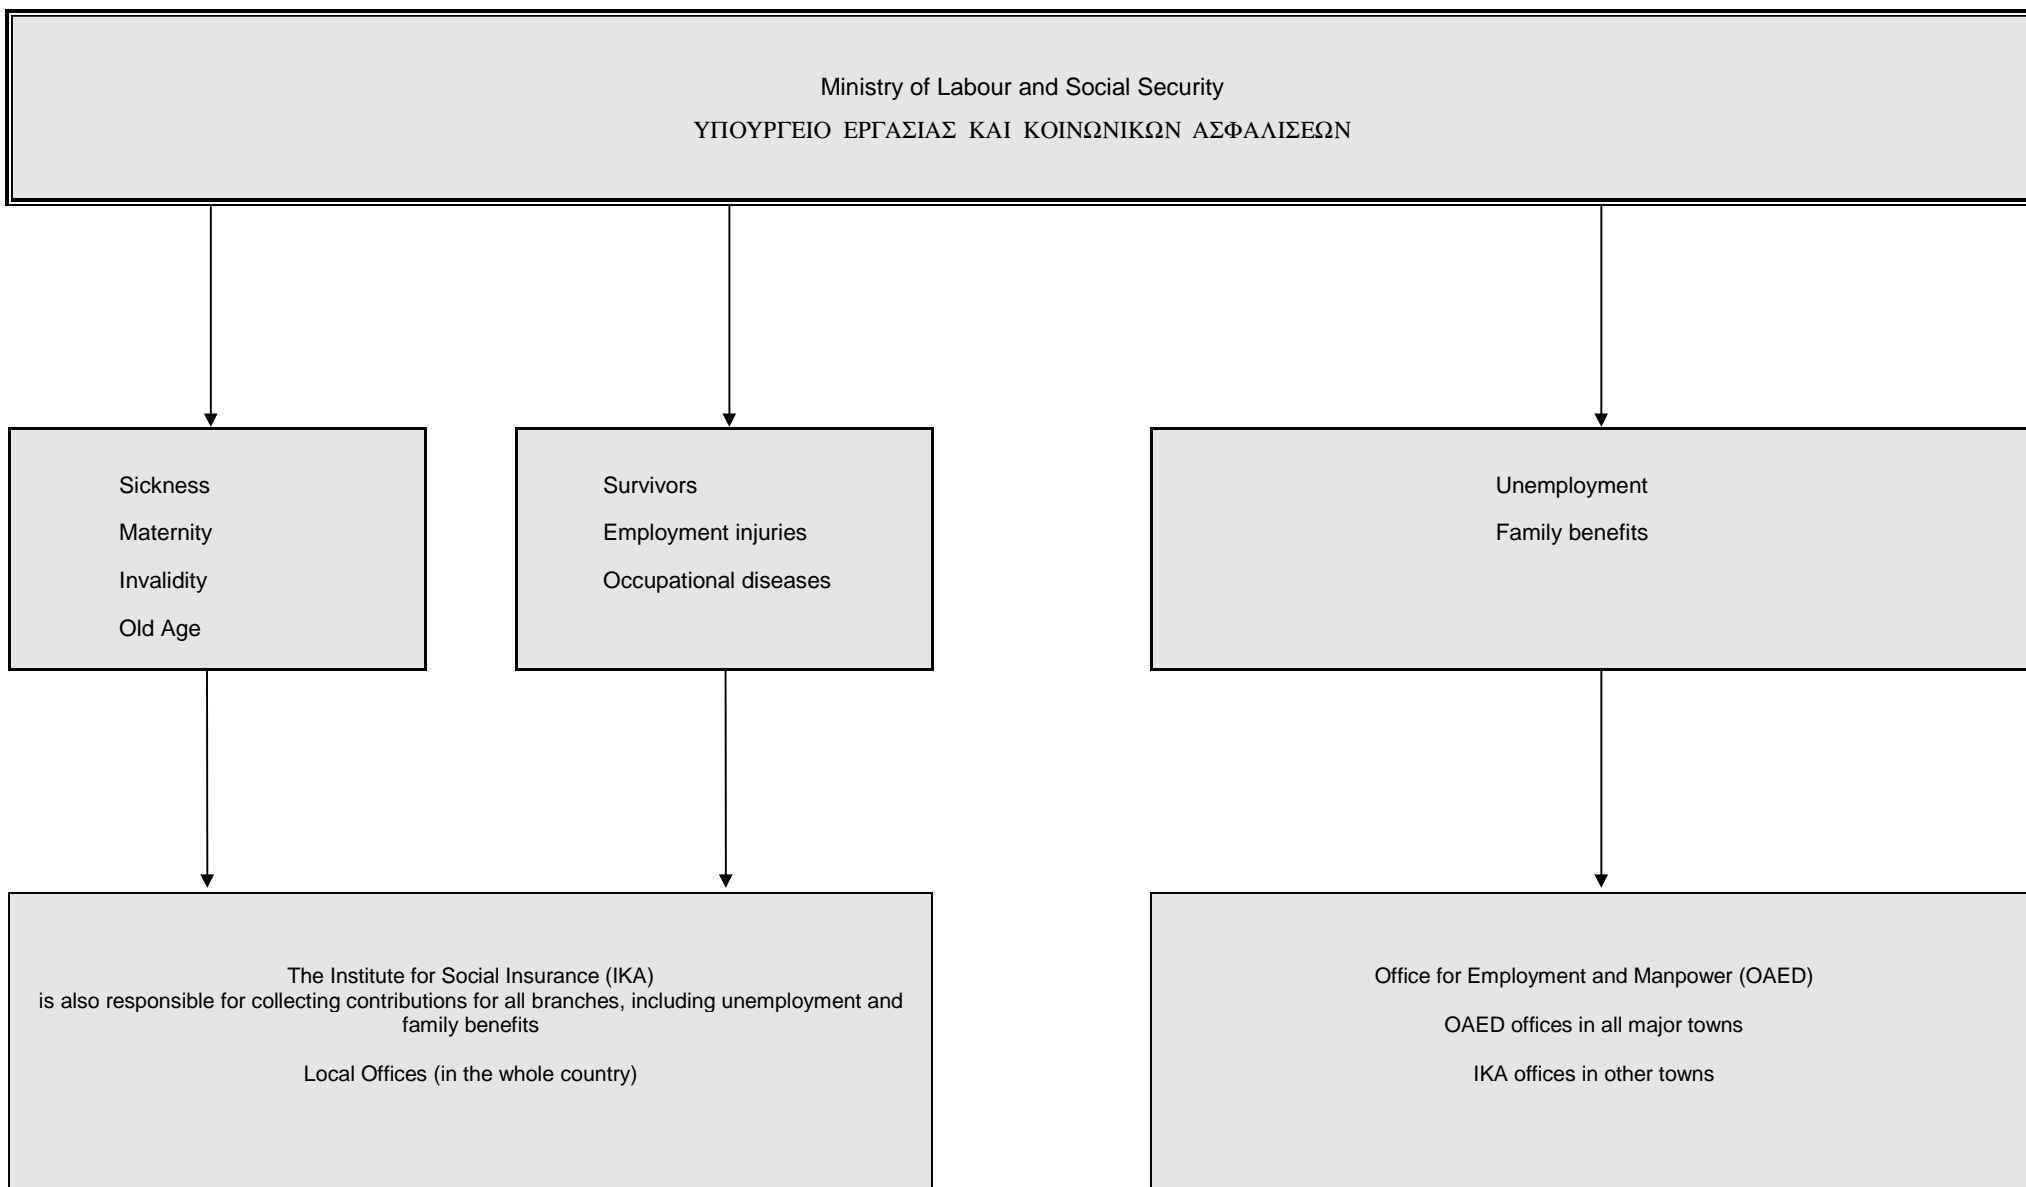 Ministry of Labour and Social Security
ΥΠΟΥΡΓΕΙΟ ΕΡΓΑΣΙΑΣ ΚΑΙ ΚΟΙΝΩΝΙΚΩΝ ΑΣΦΑΛΙΣΕΩΝ
Sickness
Maternity
Invalidity
Old Age
Survivors
Employment injuries
Occupational diseases
Unemployment
Family benefits
The Institute for Social Insurance (IKA)
is also responsible for collecting contributions for all branches, including unemployment and
family benefits
Local Offices (in the whole country)
Office for Employment and Manpower (OAED)
OAED offices in all major towns
IKA offices in other towns